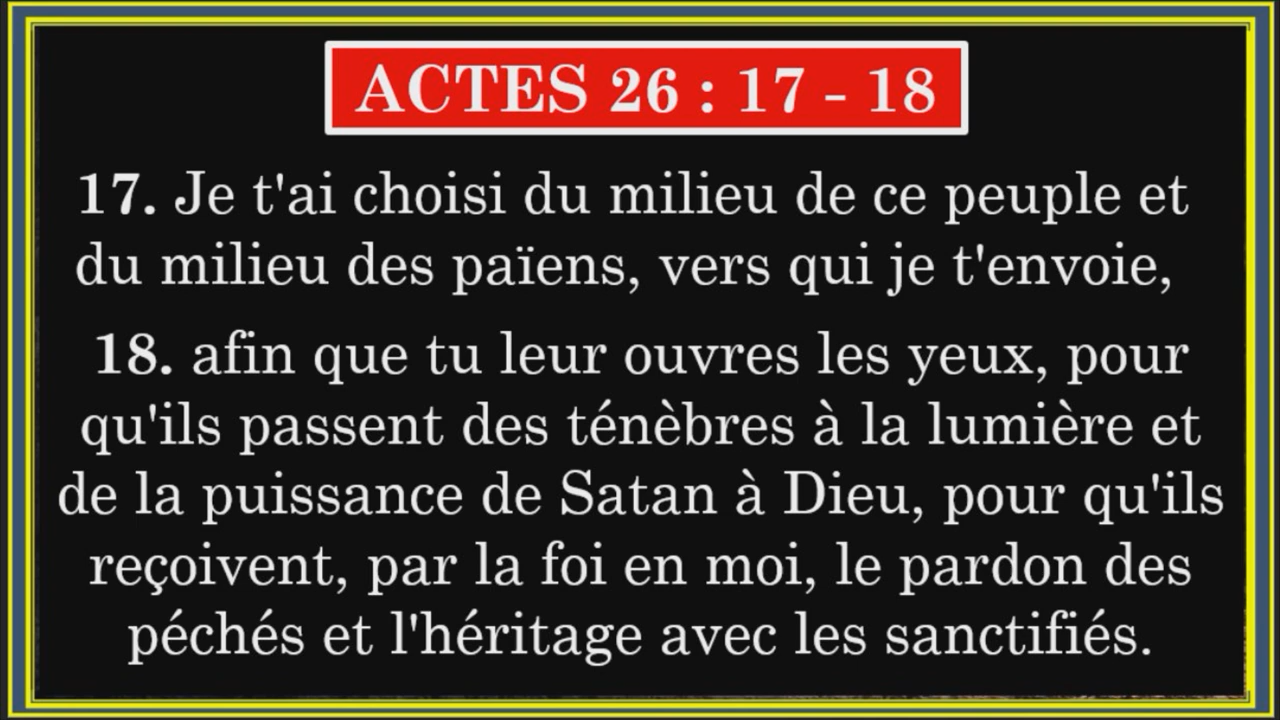 ACTES 26 : 17 - 18
17. Je t'ai choisi du milieu de ce peuple et
du milieu des païens, vers qui je t'envoie,
18. afin que tu leur ouvres les yeux, pour
qu'ils passent des ténèbres à la lumière et
de la puissance de Satan à Dieu, pour qu'ils
reçoivent, par la foi en moi, le pardon des
péchés et l'héritage avec les sanctifiés.